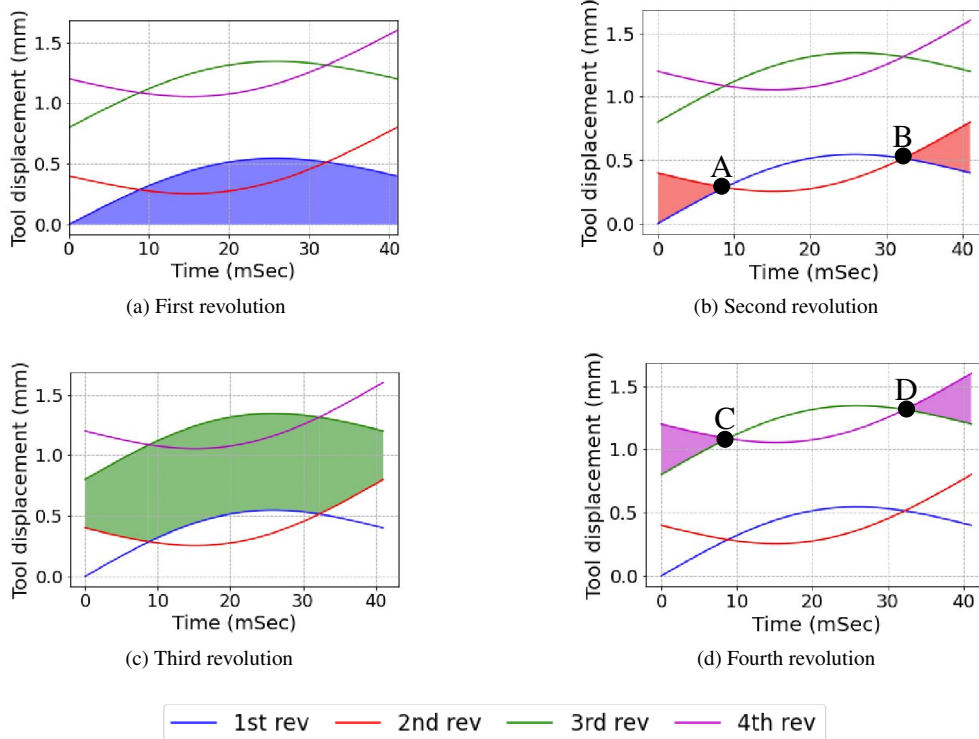 Tool displacement (mm)
1.5
1.0
0.5
0.0
0 10 20 30 40
Time (mSec)
(a) First revolution
Tool displacement (mm)
1.5
1.0
0.5
0.0
A
B
0 10 20 30 40
Time (mSec)
(b) Second revolution
Tool displacement (mm)
1.5
1.0
0.5
0.0
0 10 20 30 40
Time (mSec)
(c) Third revolution
Tool displacement (mm)
1.5
1.0
0.5
0.0
C
D
0 10 20 30 40
Time (mSec)
(d) Fourth revolution
1st rev 2nd rev 3rd rev 4th rev